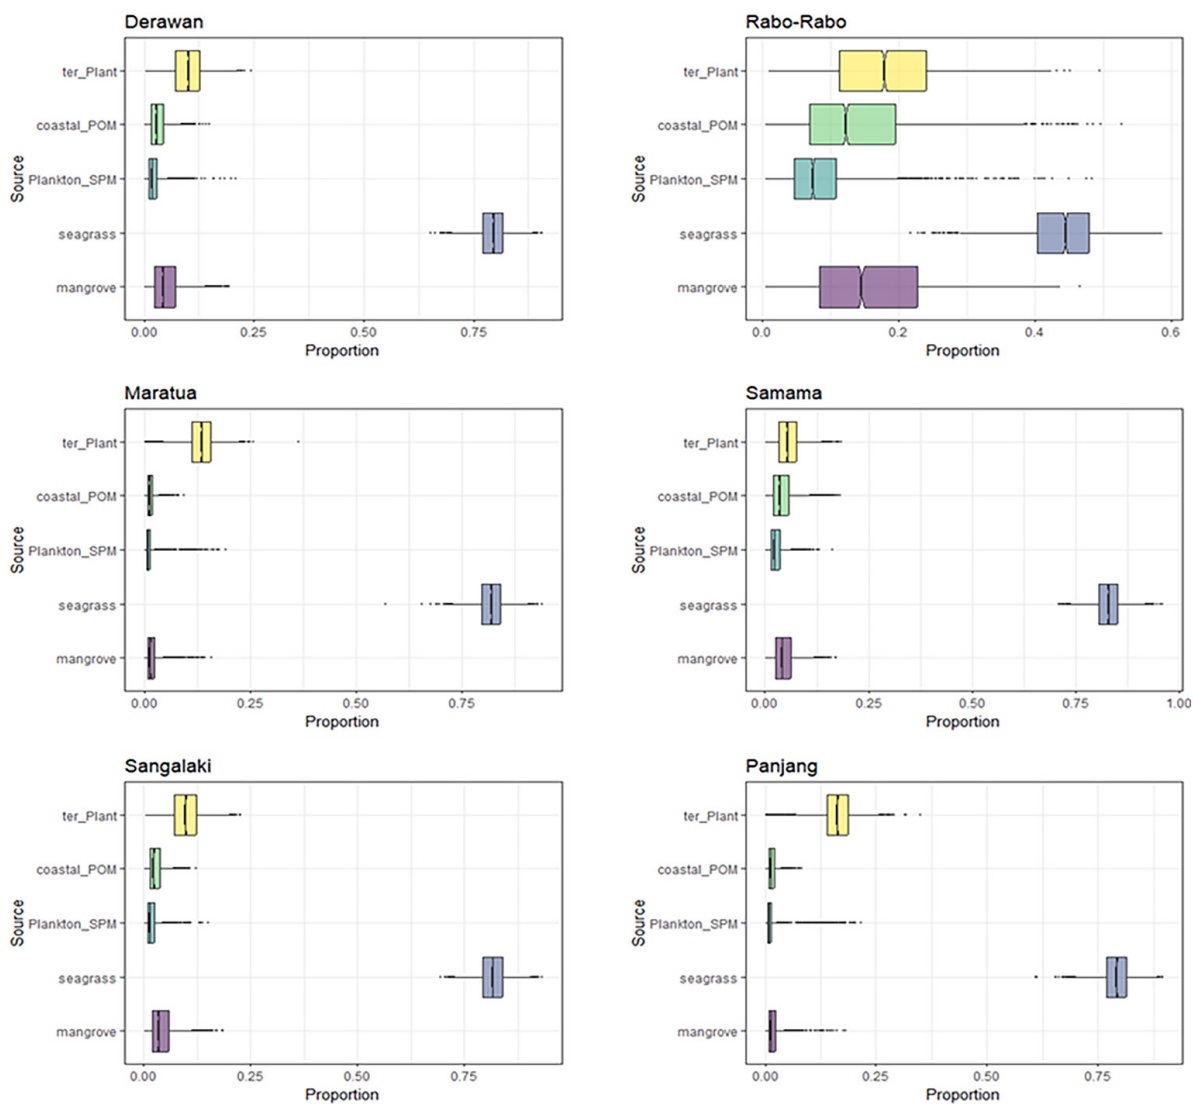 Derawan
Source
ter_Plant
coastal_POM
Plankton_SPM
seagrass
mangrove
0.00 0.25 0.50 0.75
Proportion
Rabo-Rabo
Source
ter_Plant
coastal_POM
Plankton_SPM
seagrass
mangrove
0.0 0.2 0.4 0.6
Proportion
Maratua
Source
ter_Plant
coastal_POM
Plankton_SPM
seagrass
mangrove
0.00 0.25 0.50 0.75
Proportion
Samama
Source
ter_Plant
coastal_POM
Plankton_SPM
seagrass
mangrove
0.00 0.25 0.50 0.75 1.00
Proportion
Sangalaki
Source
ter_Plant
coastal_POM
Plankton_SPM
seagrass
mangrove
0.00 0.25 0.50 0.75
Proportion
Panjang
Source
ter_Plant
coastal_POM
Plankton_SPM
seagrass
mangrove
0.00 0.25 0.50 0.75
Proportion